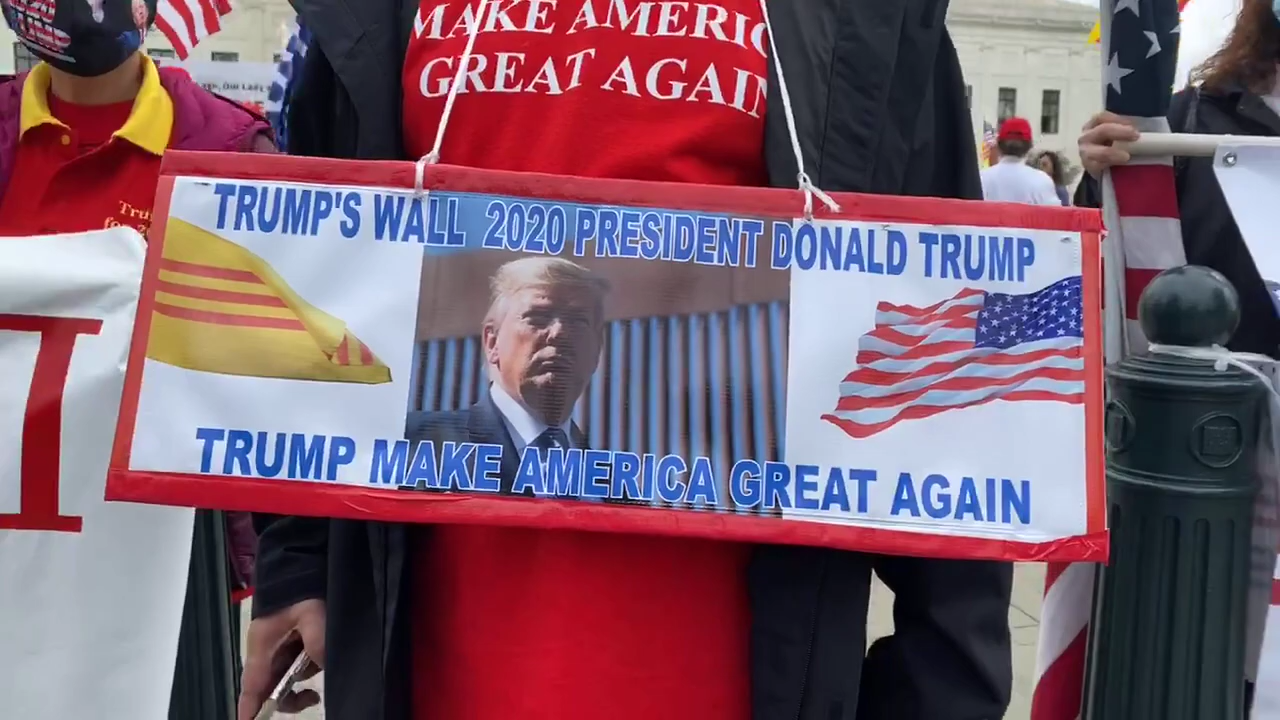 MAKE AMERIC
GREAT AGAIN
TRUMP'S WALL 2020 PRESIDENT DONALD TRUMP
TRUMP MAKE AMERICA GREAT AGAIN